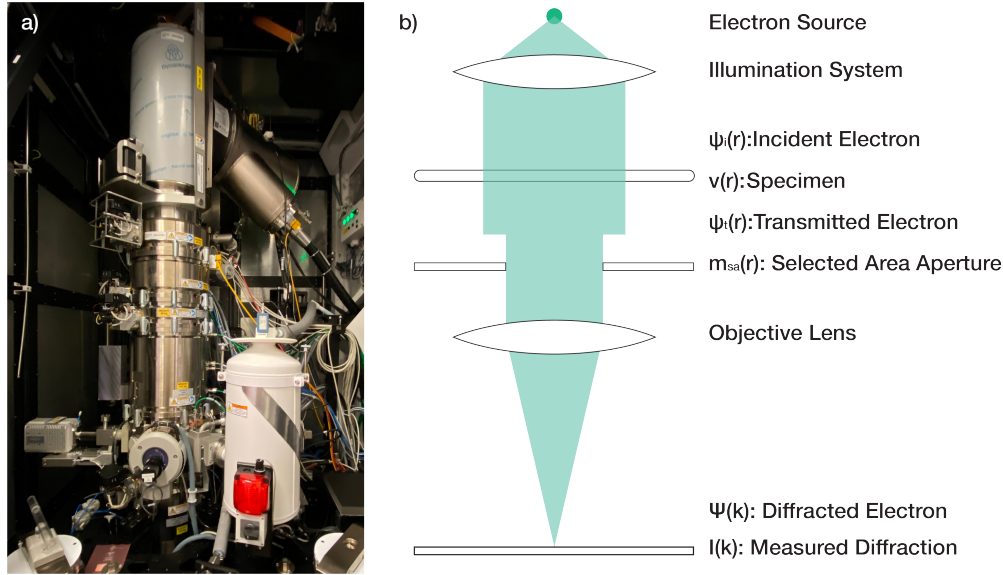 a)
b)
Electron Source
Illumination System
ψᵢ(r):Incident Electron
v(r):Specimen
ψₜ(r):Transmitted Electron
mₛₐ(r): Selected Area Aperture
Objective Lens
Ψ(k): Diffracted Electron
I(k): Measured Diffraction